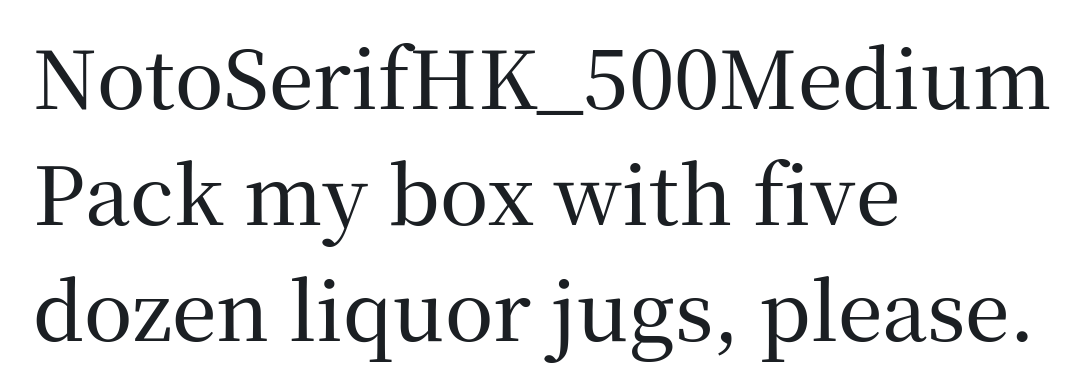 NotoSerifHK_500Medium
Pack my box with five
dozen liquor jugs, please.